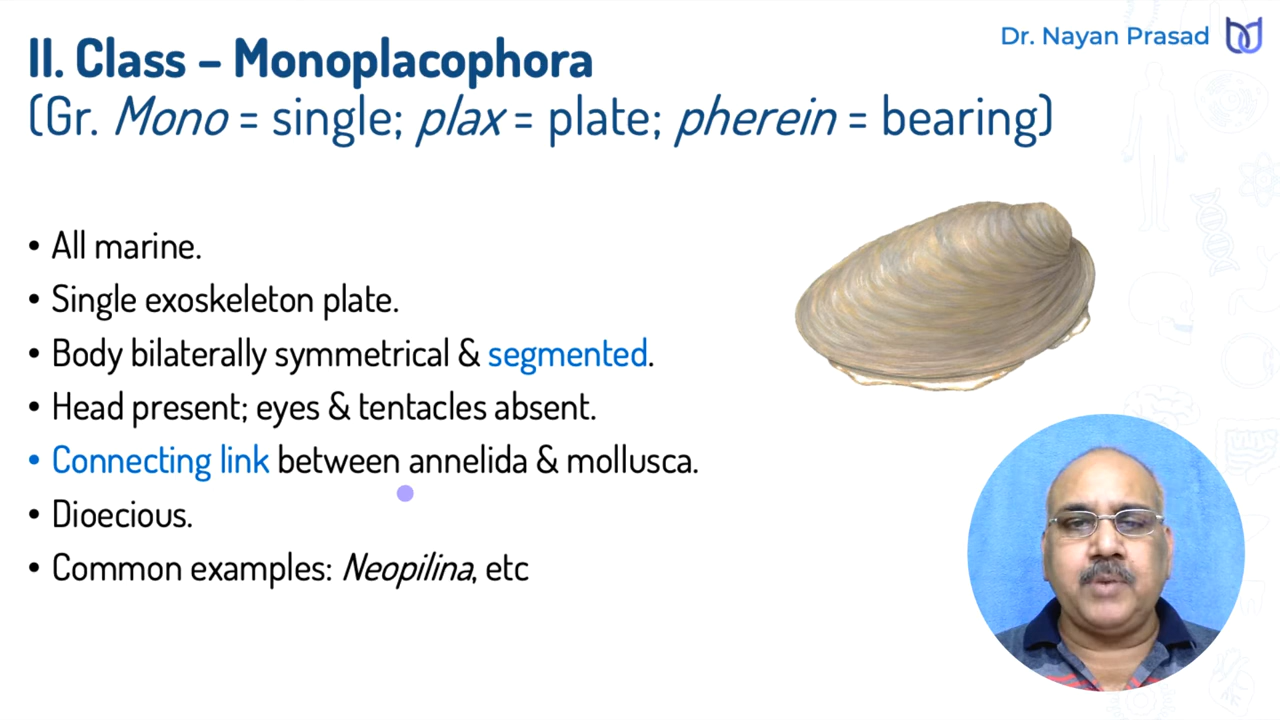 Dr. Nayan Prasad
II. Class – Monoplacophora
(Gr. Mono = single; plax = plate; pherein = bearing)
• All marine.
• Single exoskeleton plate.
• Body bilaterally symmetrical & segmented.
• Head present; eyes & tentacles absent.
• Connecting link between annelida & mollusca.
• Dioecious.
• Common examples: Neopilina, etc